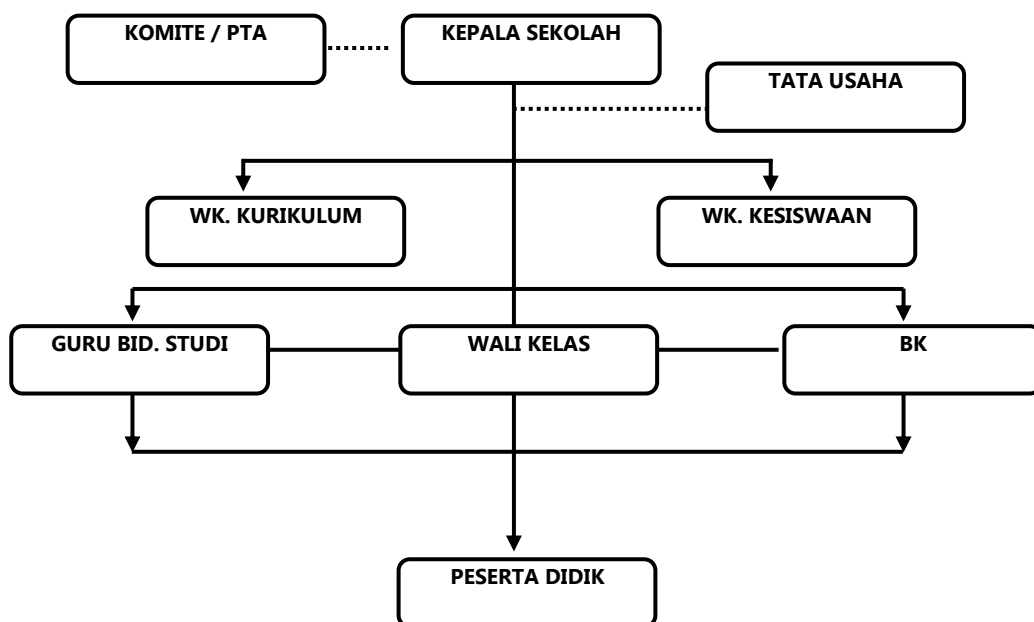 KOMITE / PTA
KEPALA SEKOLAH
TATA USAHA
WK. KURIKULUM
WK. KESISWAAN
GURU BID. STUDI
WALI KELAS
BK
PESERTA DIDIK